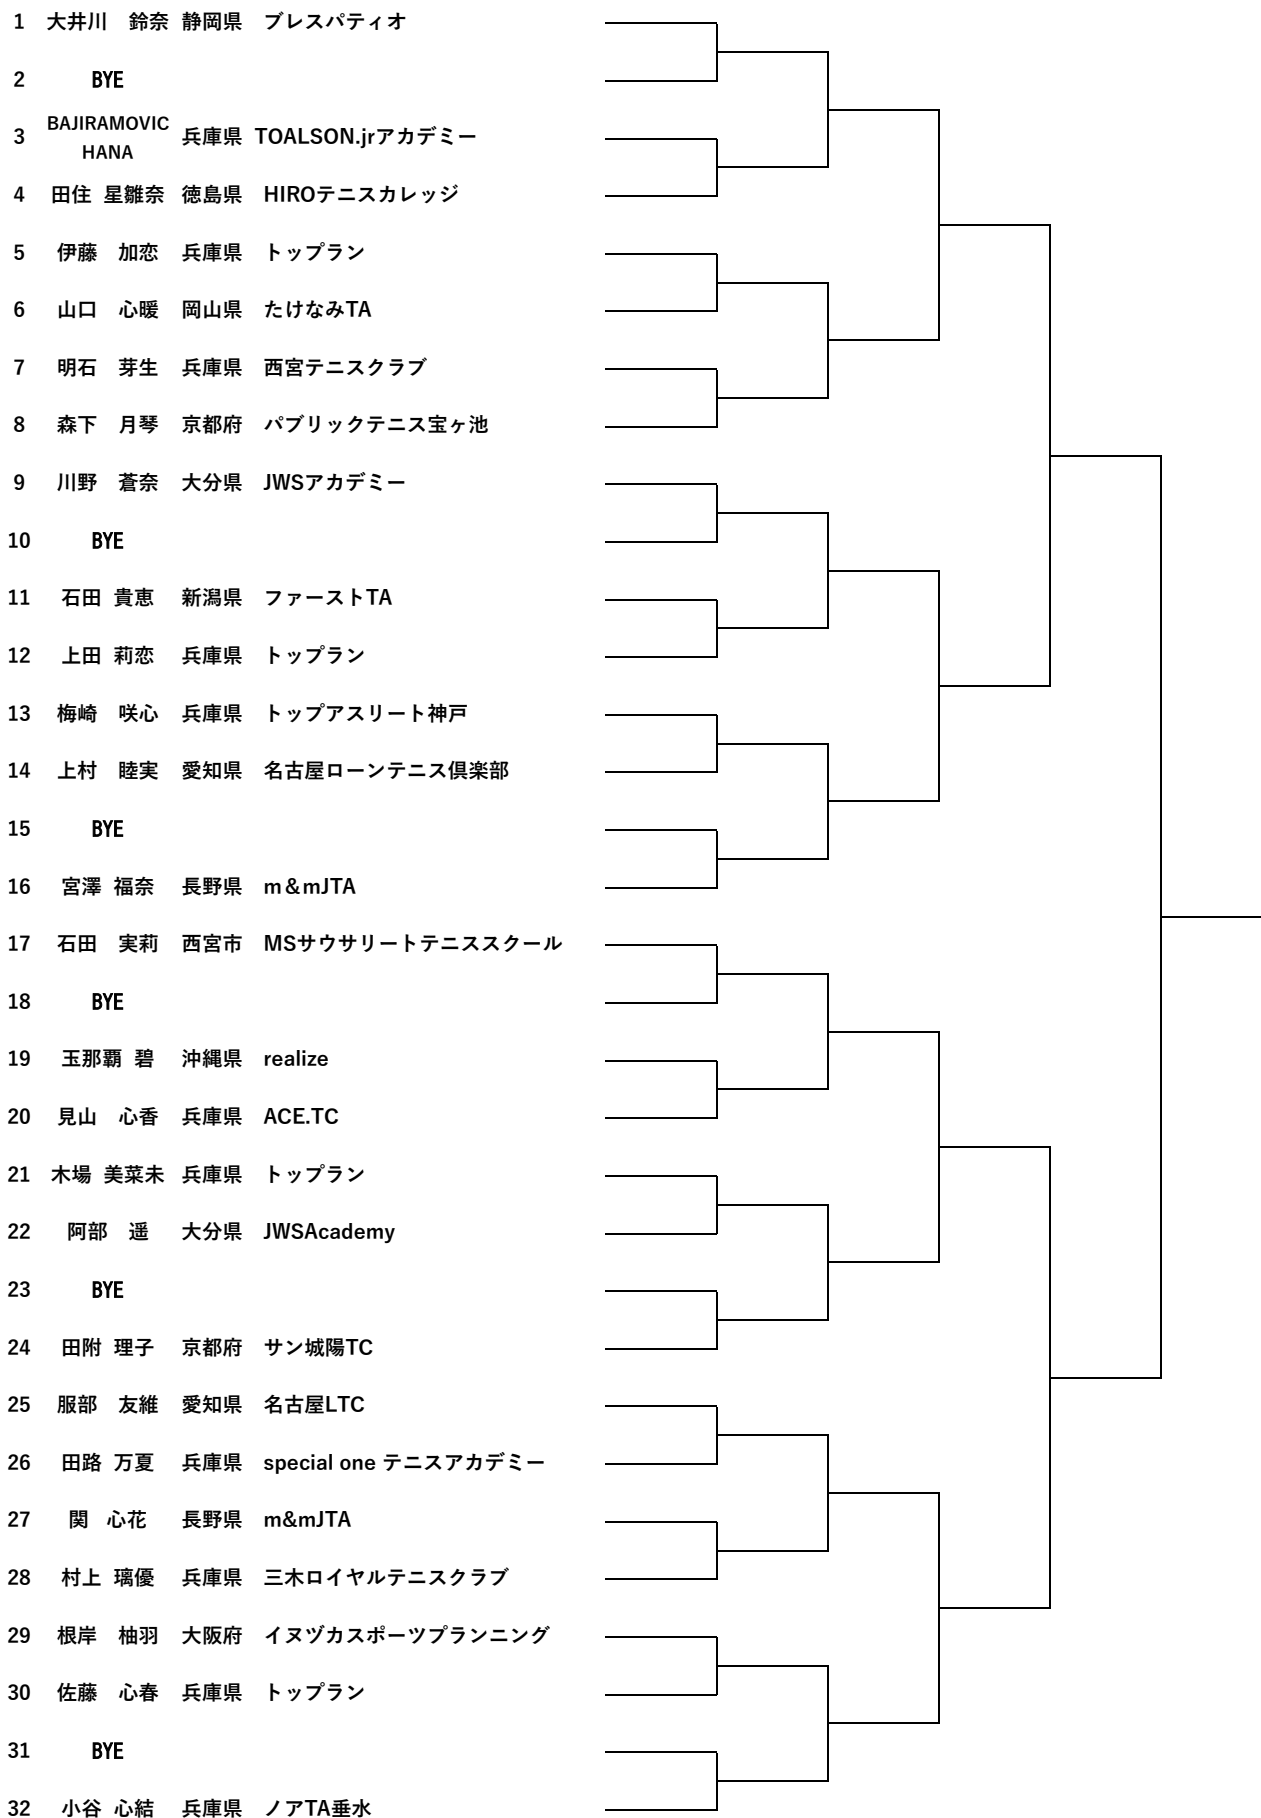 1 大井川 鈴奈 静岡県 ブレスパティオ
2 BYE
3 BAJIRAMOVIC HANA 兵庫県 TOALSON.jrアカデミー
4 田住 星雛奈 徳島県 HIROテニスカレッジ
5 伊藤 加恋 兵庫県 トップラン
6 山口 心暖 岡山県 たけなみTA
7 明石 芽生 兵庫県 西宮テニスクラブ
8 森下 月琴 京都府 パブリックテニス宝ヶ池
9 川野 蒼奈 大分県 JWSアカデミー
10 BYE
11 石田 貴恵 新潟県 ファーストTA
12 上田 莉恋 兵庫県 トップラン
13 梅崎 咲心 兵庫県 トップアスリート神戸
14 上村 睦実 愛知県 名古屋ローンテニス倶楽部
15 BYE
16 宮澤 福奈 長野県 m＆mJTA
17 石田 実莉 西宮市 MSサウサリートテニススクール
18 BYE
19 玉那覇 碧 沖縄県 realize
20 見山 心香 兵庫県 ACE.TC
21 木場 美菜未 兵庫県 トップラン
22 阿部 遥 大分県 JWSAcademy
23 BYE
24 田附 理子 京都府 サン城陽TC
25 服部 友維 愛知県 名古屋LTC
26 田路 万夏 兵庫県 special one テニスアカデミー
27 関 心花 長野県 m&mJTA
28 村上 璃優 兵庫県 三木ロイヤルテニスクラブ
29 根岸 柚羽 大阪府 イヌヅカスポーツプランニング
30 佐藤 心春 兵庫県 トップラン
31 BYE
32 小谷 心結 兵庫県 ノアTA垂水